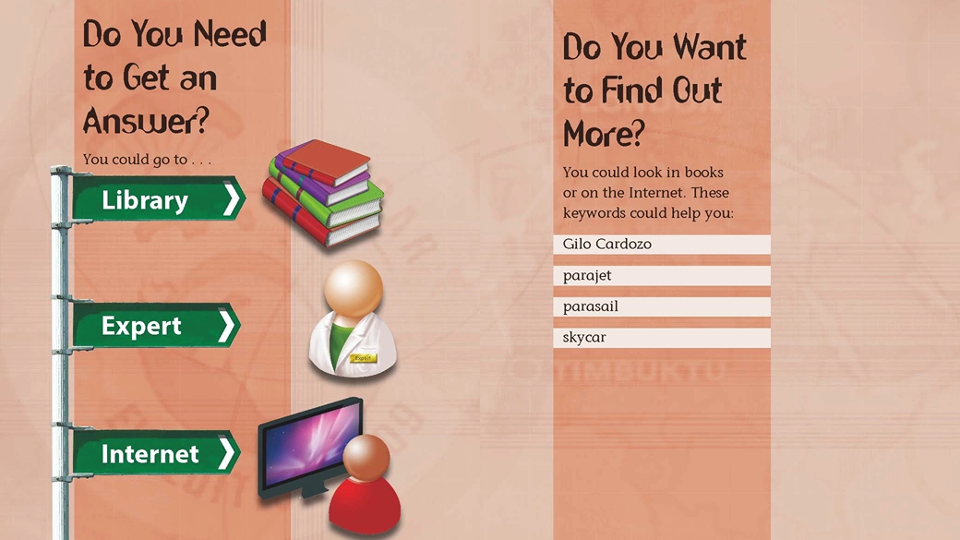 Do You Need
to Get an
Answer?
You could go to . . .
Library
Expert
Expert
Internet
Do You Want
to Find Out
More?
You could look in books
or on the Internet. These
keywords could help you:
Gilo Cardozo
parajet
parasail
skycar
TIMBUKTU